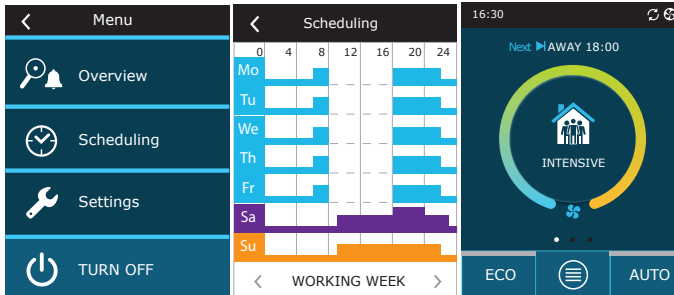 Menu
Overview
Scheduling
Settings
TURN OFF
Scheduling
0 4 8 12 16 20 24
Mo
Tu
We
Th
Fr
Sa
Su
WORKING WEEK
16:30
Next AWAY 18:00
INTENSIVE
ECO
AUTO